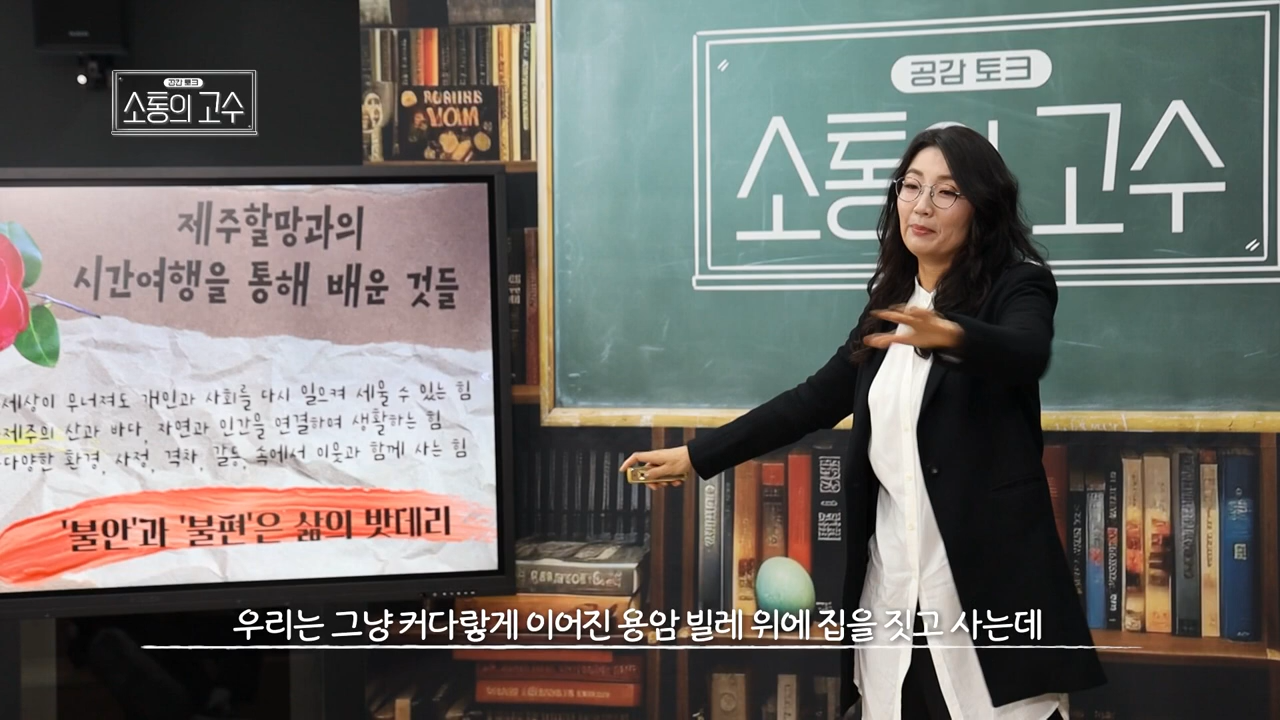 공감 토크
소통의 고수
공감 토크
소통의 고수
제주할망과의
시간여행을 통해 배운 것들
세상이 무너져도 개인과 사회를 다시 일으켜 세울 수 있는 힘
제주의 산과 바다, 자연과 인간을 연결하여 생활하는 힘
다양한 환경, 사정, 격차, 갈등, 속에서 이웃과 함께 사는 힘
'불안'과 '불편'은 삶의 밧데리
우리는 그냥 커다랗게 이어진 용암 빌레 위에 집을 짓고 사는데